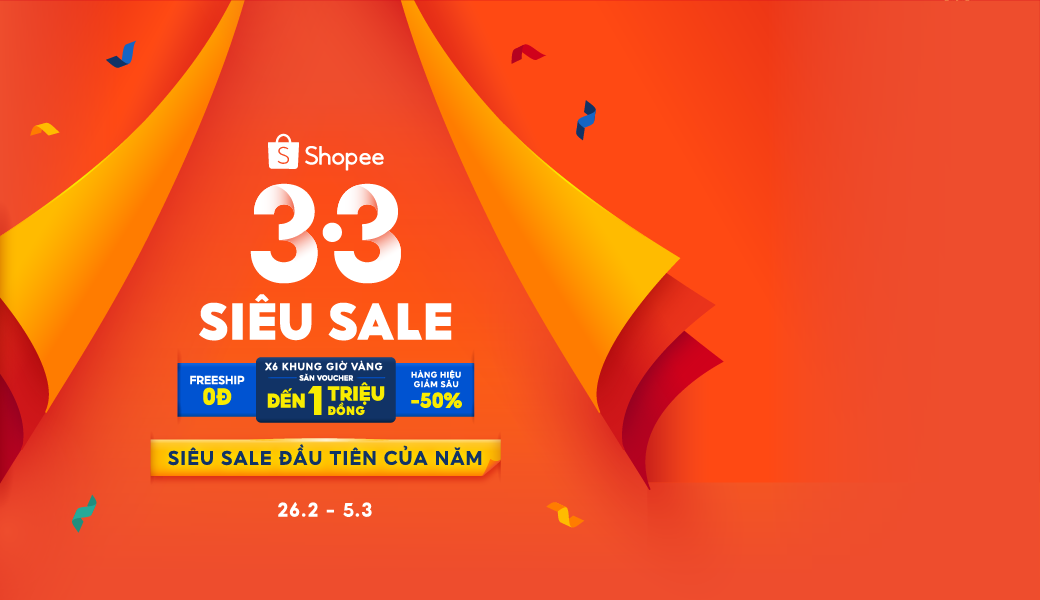 Shopee
3.3
SIÊU SALE
FREESHIP
0Đ
X6 KHUNG GIỜ VÀNG
SĂN VOUCHER
ĐẾN 1 TRIỆU
ĐỒNG
HÀNG HIỆU
GIẢM SÂU
-50%
SIÊU SALE ĐẦU TIÊN CỦA NĂM
26.2 - 5.3